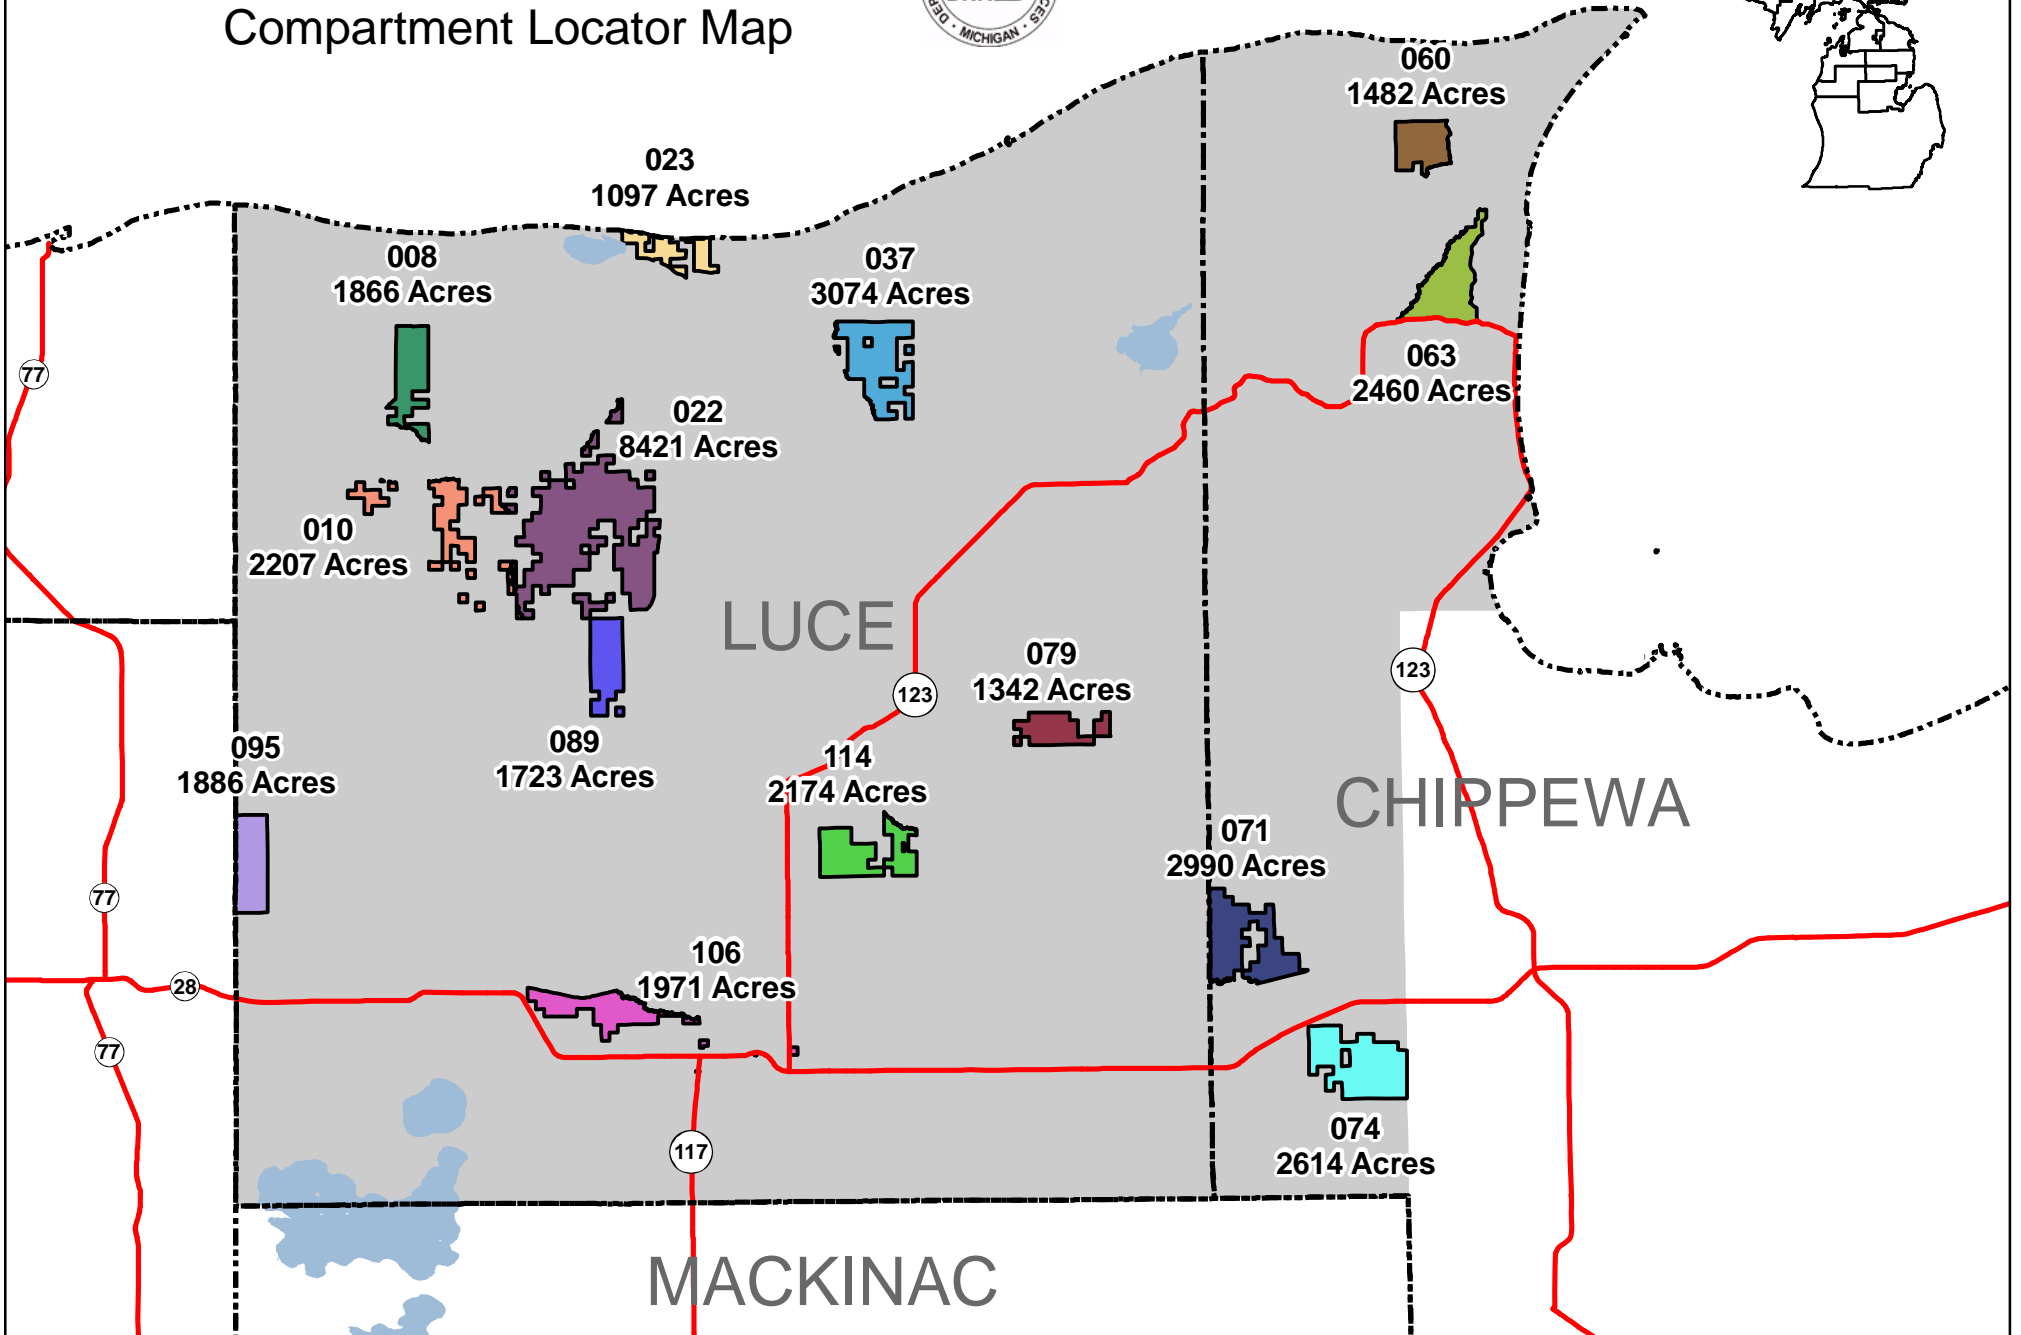 Compartment Locator Map
MICHIGAN
060
1482 Acres
023
1097 Acres
008
1866 Acres
037
3074 Acres
063
2460 Acres
77
022
8421 Acres
010
2207 Acres
LUCE
079
1342 Acres
123
123
095
1886 Acres
089
1723 Acres
114
2174 Acres
CHIPPEWA
071
2990 Acres
77
106
1971 Acres
28
77
117
074
2614 Acres
MACKINAC